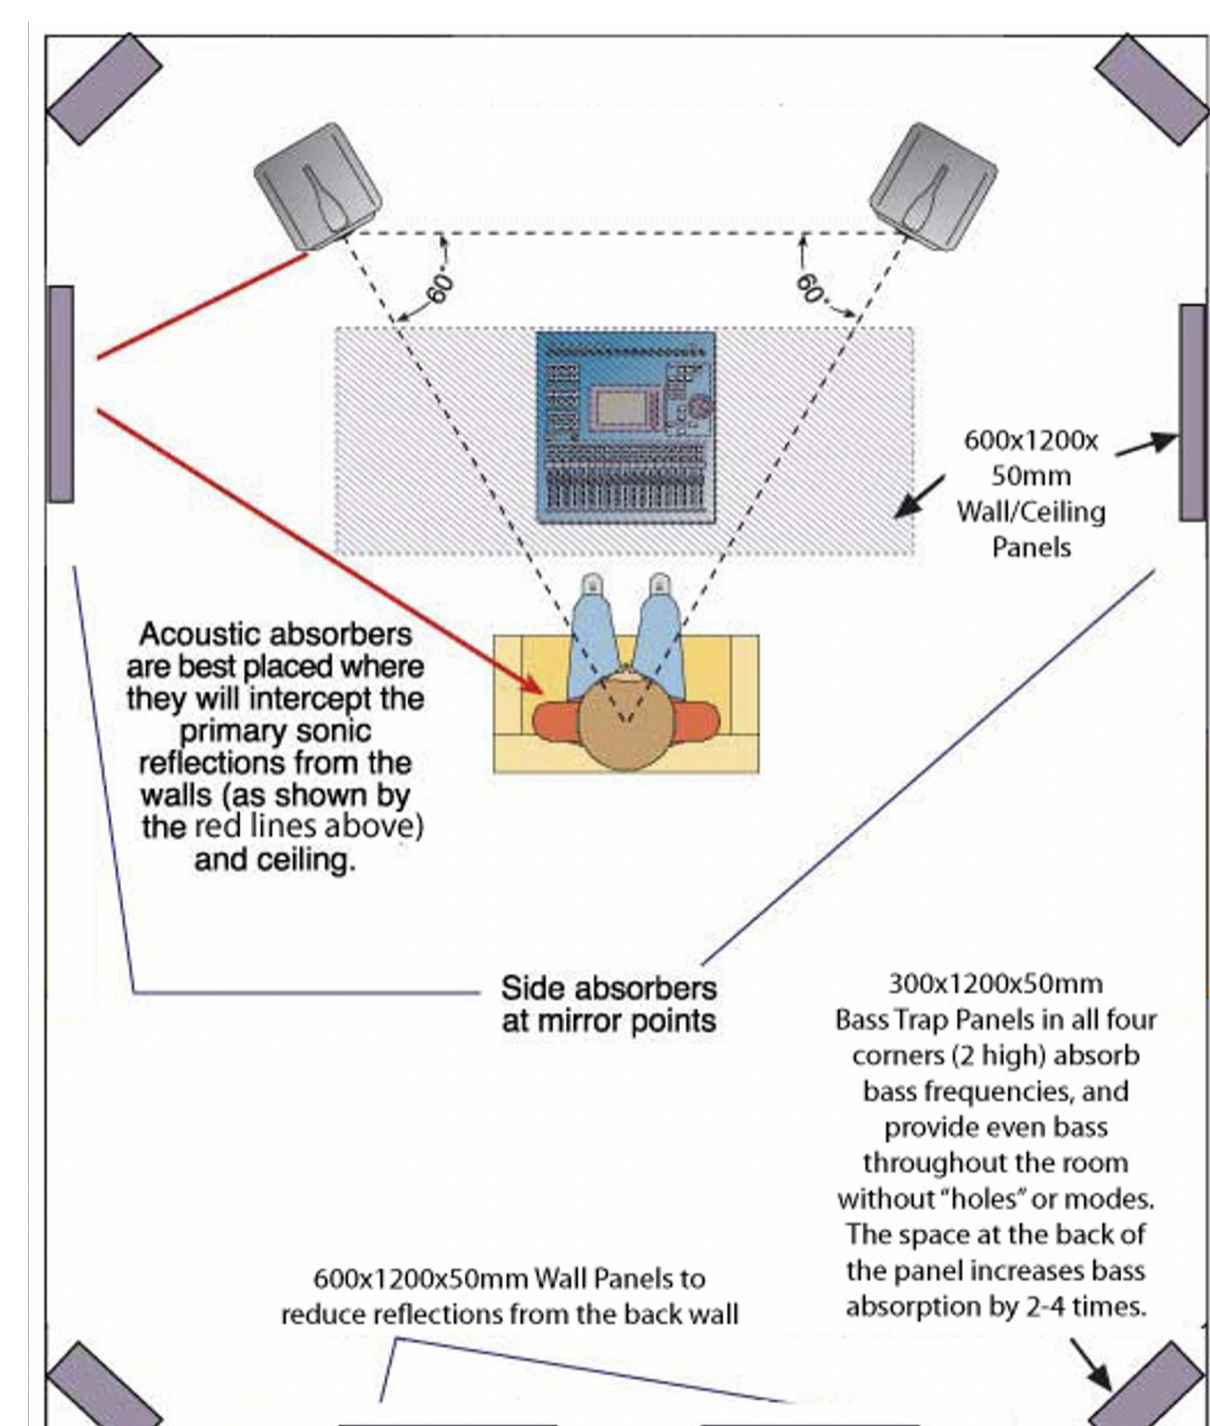 60°
60°
600x1200x
50mm
Wall/Ceiling
Panels
Acoustic absorbers
are best placed where
they will intercept the
primary sonic
reflections from the
walls (as shown by
the red lines above)
and ceiling.
Side absorbers
at mirror points
300x1200x50mm
Bass Trap Panels in all four
corners (2 high) absorb
bass frequencies, and
provide even bass
throughout the room
without "holes" or modes.
The space at the back of
the panel increases bass
absorption by 2-4 times.
600x1200x50mm Wall Panels to
reduce reflections from the back wall